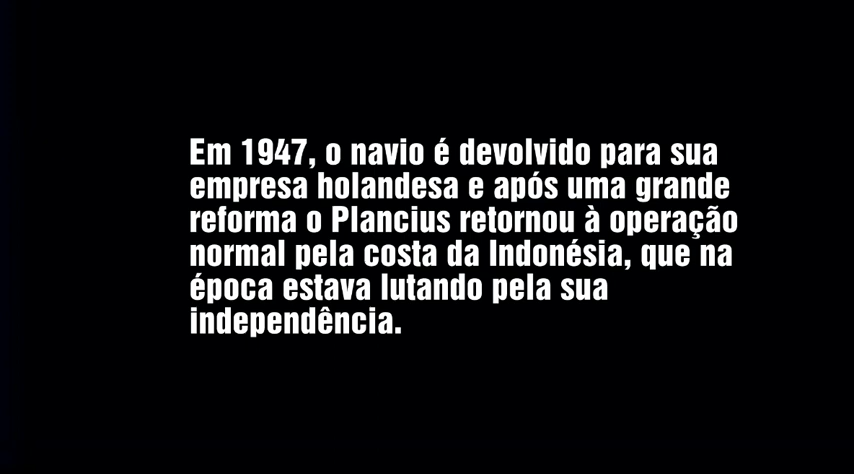 Em 1947, o navio é devolvido para sua
empresa holandesa e após uma grande
reforma o Plancius retornou à operação
normal pela costa da Indonésia, que na
época estava lutando pela sua
independência.